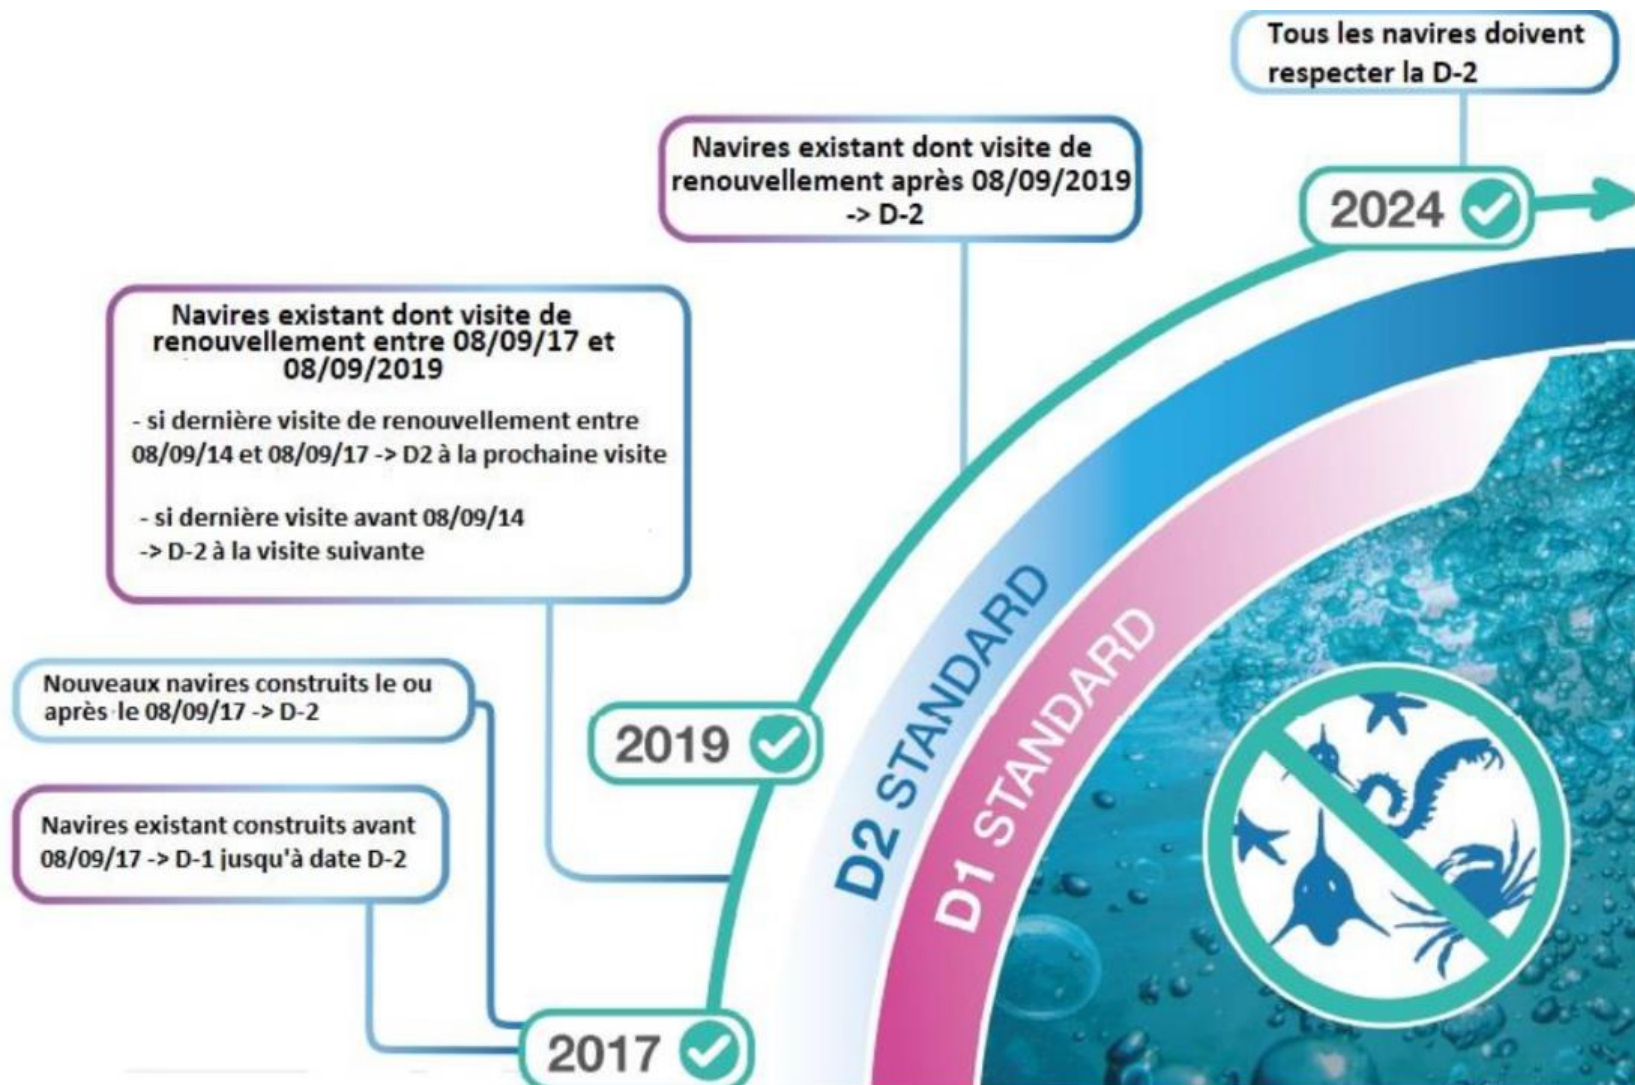 Tous les navires doivent
respecter la D-2
2024
Navires existant dont visite de
renouvellement après 08/09/2019
-> D-2
Navires existant dont visite de
renouvellement entre 08/09/17 et
08/09/2019
- si dernière visite de renouvellement entre
08/09/14 et 08/09/17 -> D2 à la prochaine visite
- si dernière visite avant 08/09/14
-> D-2 à la visite suivante
Nouveaux navires construits le ou
après le 08/09/17 -> D-2
2019
Navires existant construits avant
08/09/17 -> D-1 jusqu'à date D-2
2017
D2 STANDARD
D1 STANDARD